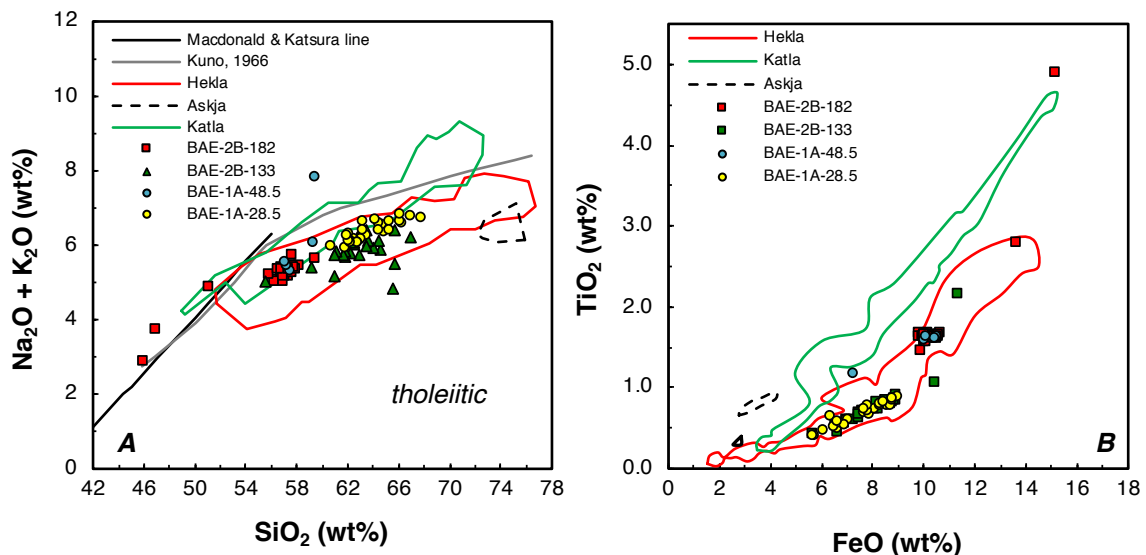 Macdonald & Katsura line
Kuno, 1966
Hekla
Askja
Katla
BAE-2B-182
BAE-2B-133
BAE-1A-48.5
BAE-1A-28.5
12
10
8
6
4
2
0
Na₂O + K₂O (wt%)
tholeiitic
A
42 46 50 54 58 62 66 70 74 78
SiO₂ (wt%)
Hekla
Katla
Askja
BAE-2B-182
BAE-2B-133
BAE-1A-48.5
BAE-1A-28.5
5.0
4.0
3.0
2.0
1.0
0.0
TiO₂ (wt%)
B
0 2 4 6 8 10 12 14 16 18
FeO (wt%)